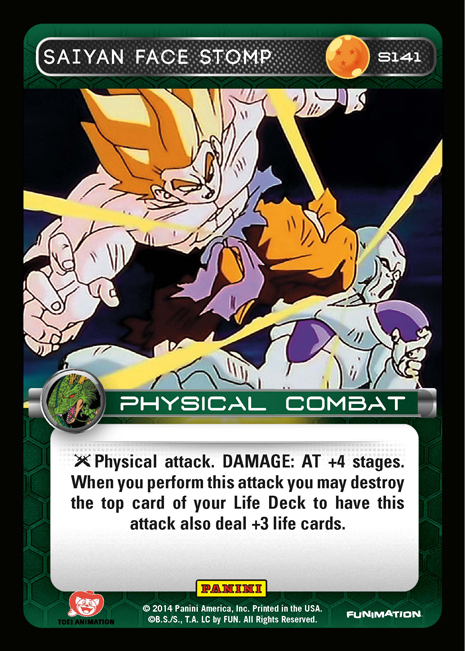 SAIYAN FACE STOMP
S141
PHYSICAL COMBAT
Physical attack. DAMAGE: AT +4 stages.
When you perform this attack you may destroy
the top card of your Life Deck to have this
attack also deal +3 life cards.
PANINI
TOEI ANIMATION
© 2014 Panini America, Inc. Printed in the USA.
©B.S./S., T.A. LC by FUN. All Rights Reserved.
FUNIMATION